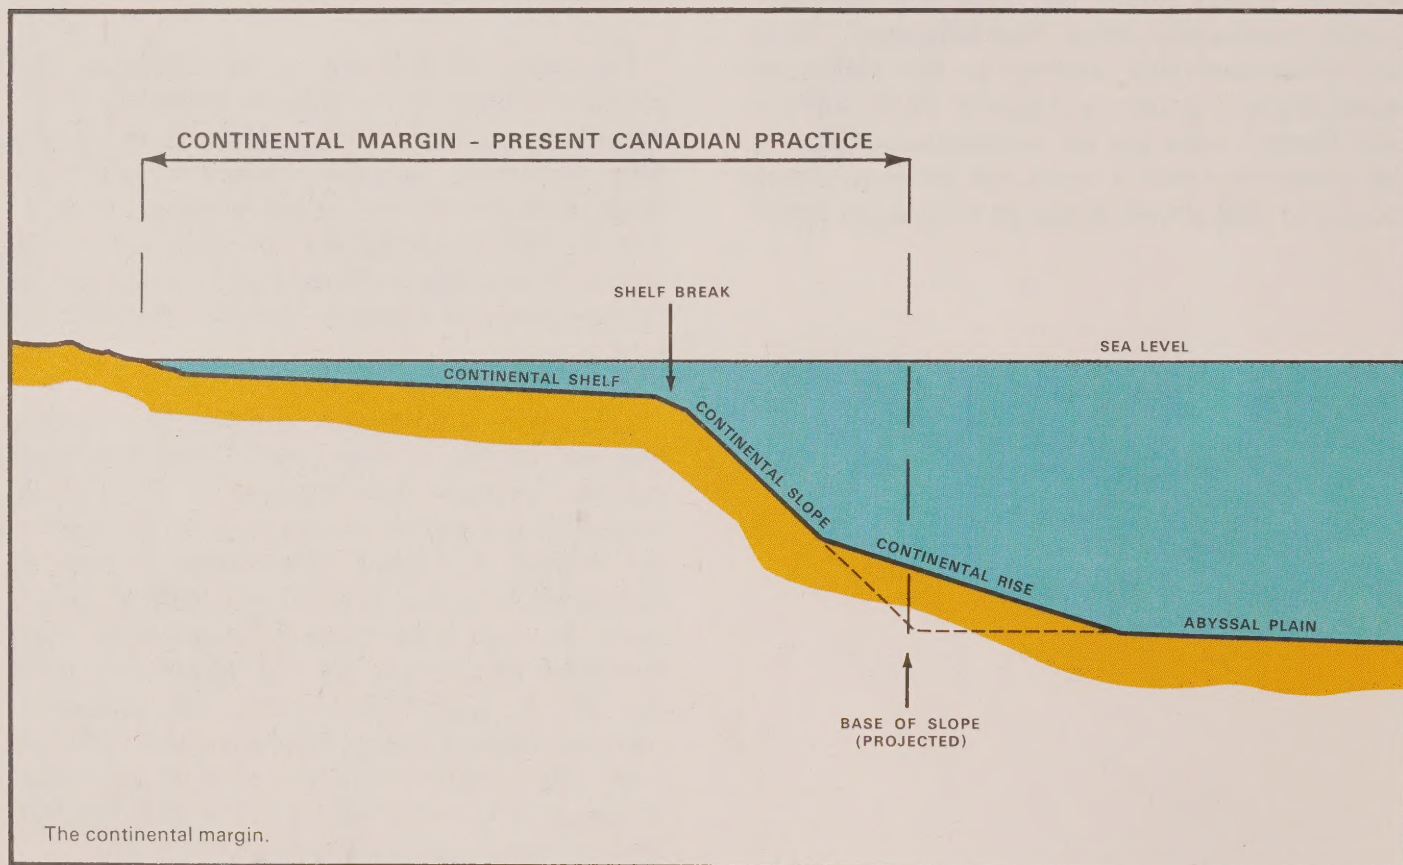 CONTINENTAL MARGIN - PRESENT CANADIAN PRACTICE
SHELF BREAK
SEA LEVEL
CONTINENTAL SHELF
CONTINENTAL SLOPE
CONTINENTAL RISE
ABYSSAL PLAIN
BASE OF SLOPE
(PROJECTED)
The continental margin.